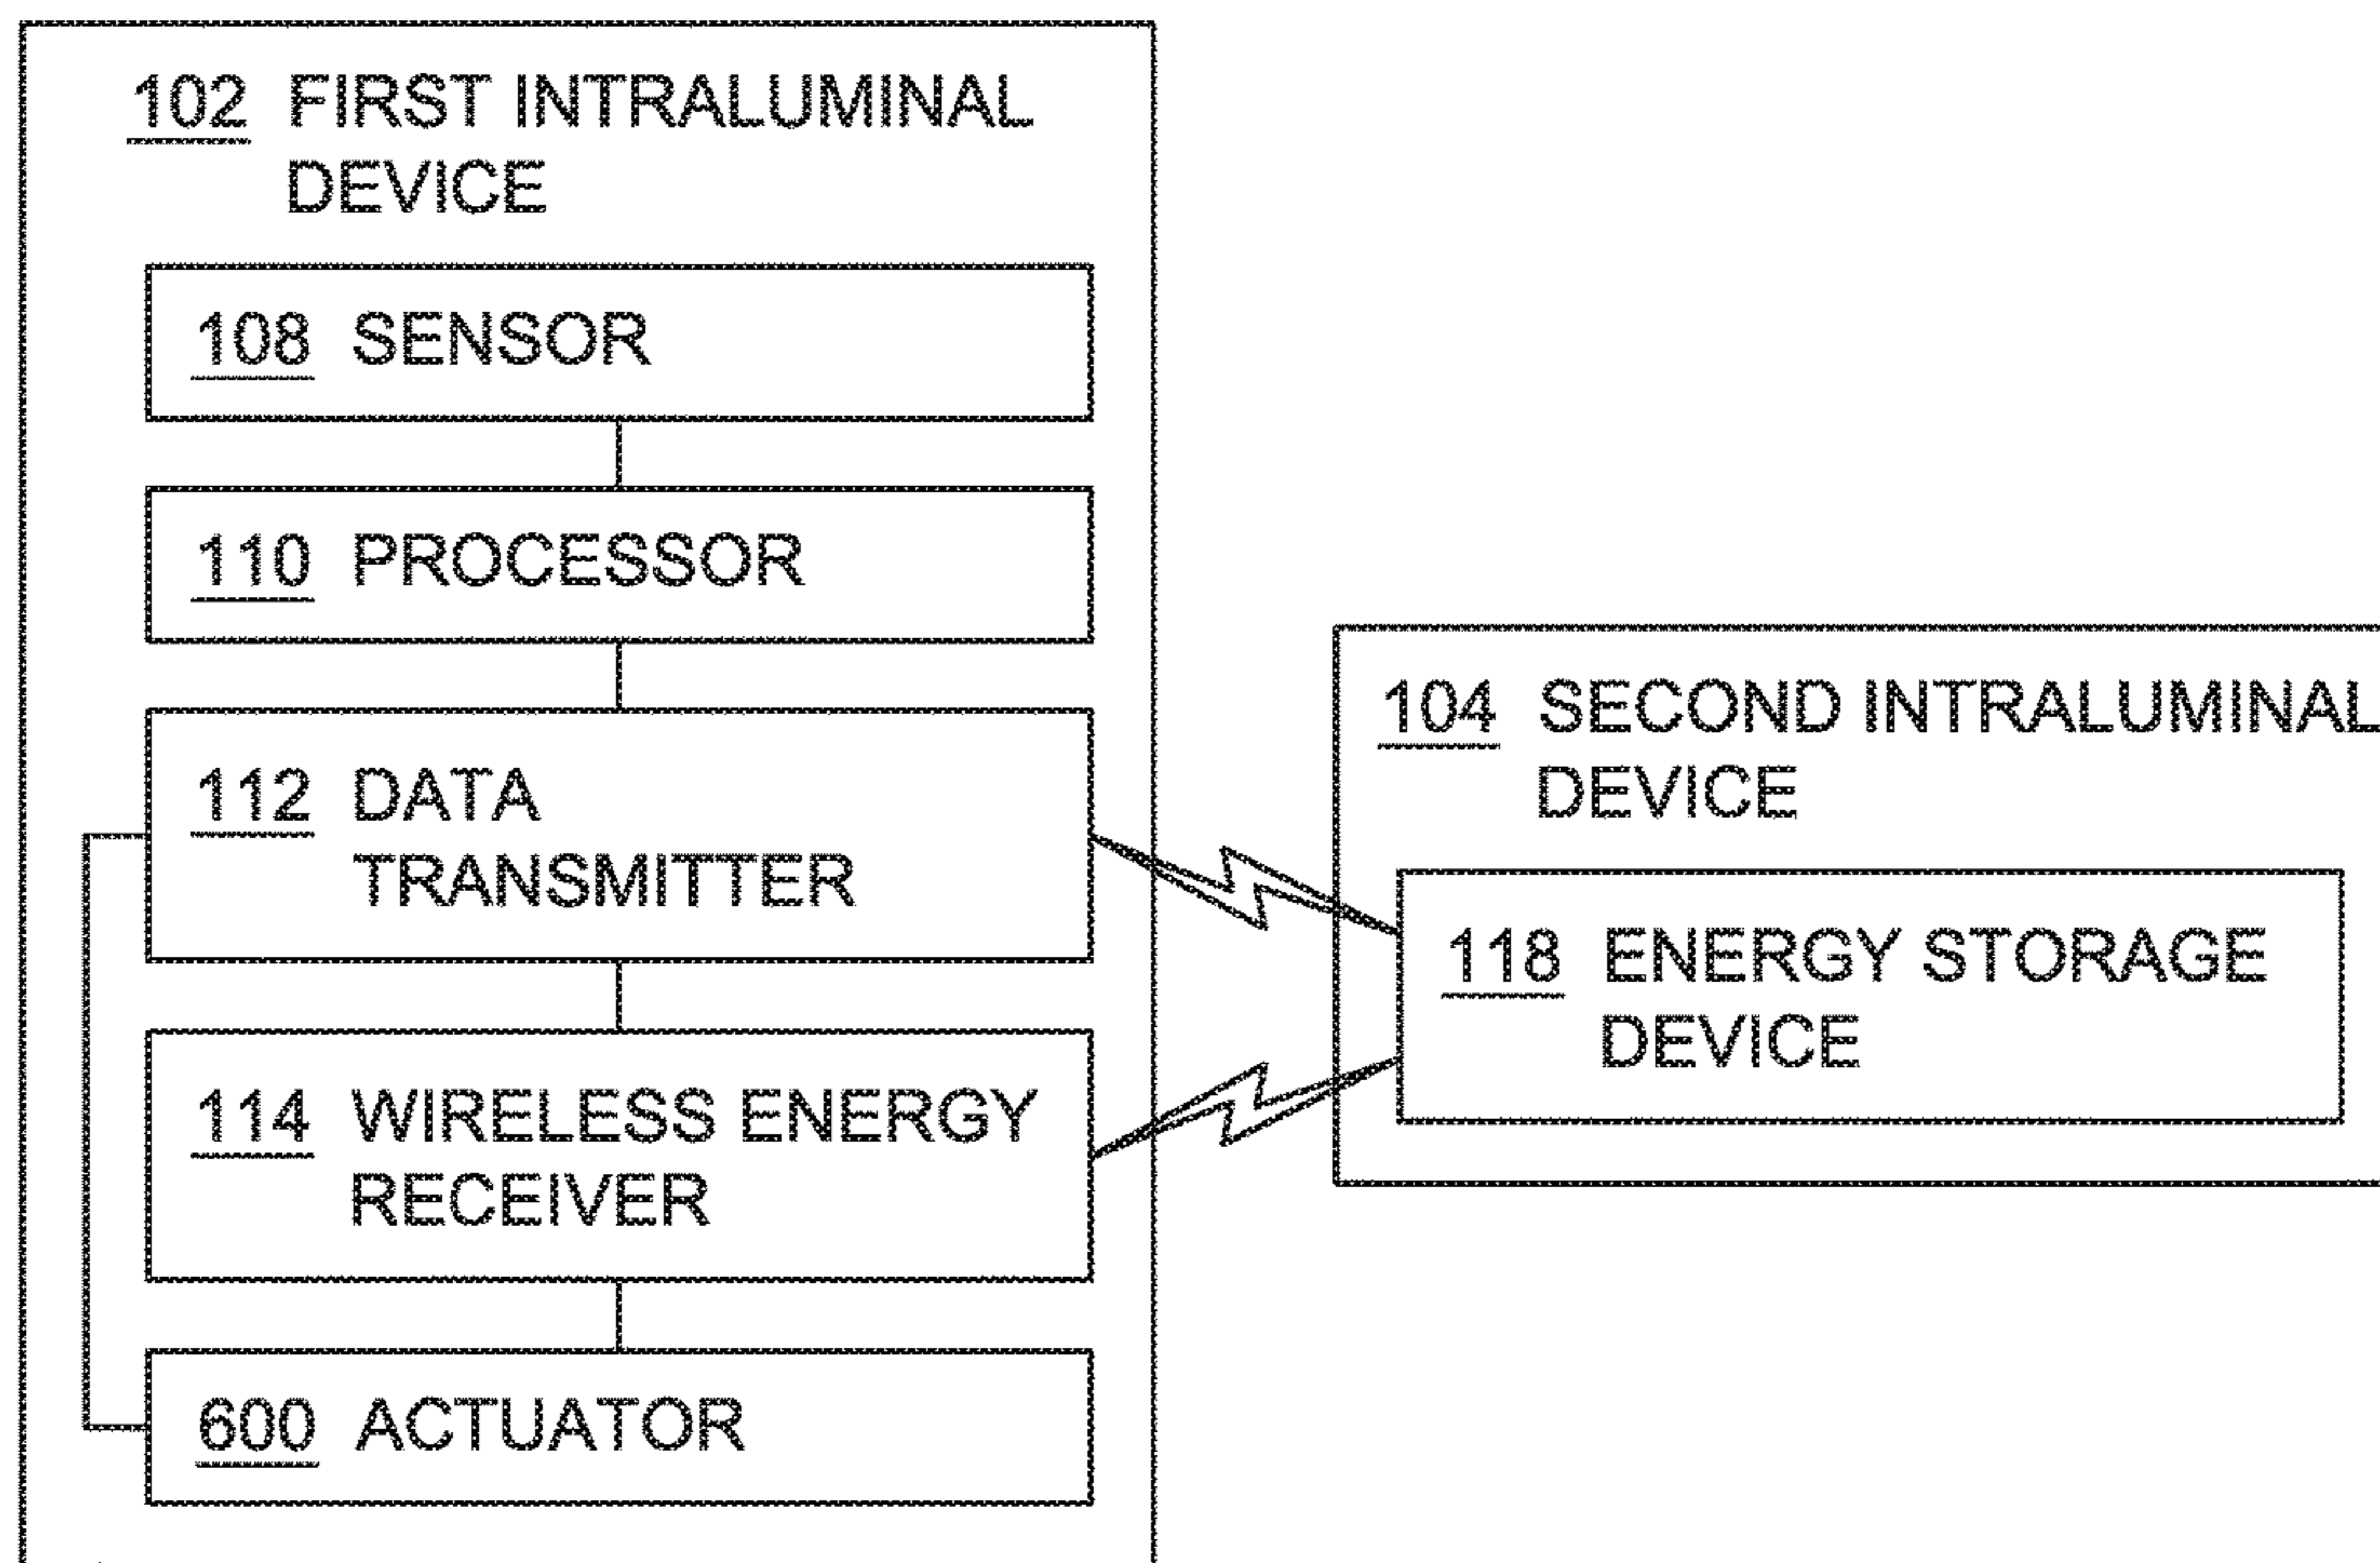 102 FIRST INTRALUMINAL
DEVICE
108 SENSOR
110 PROCESSOR
112 DATA
TRANSMITTER
114 WIRELESS ENERGY
RECEIVER
600 ACTUATOR
104 SECOND INTRALUMINAL
DEVICE
118 ENERGY STORAGE
DEVICE